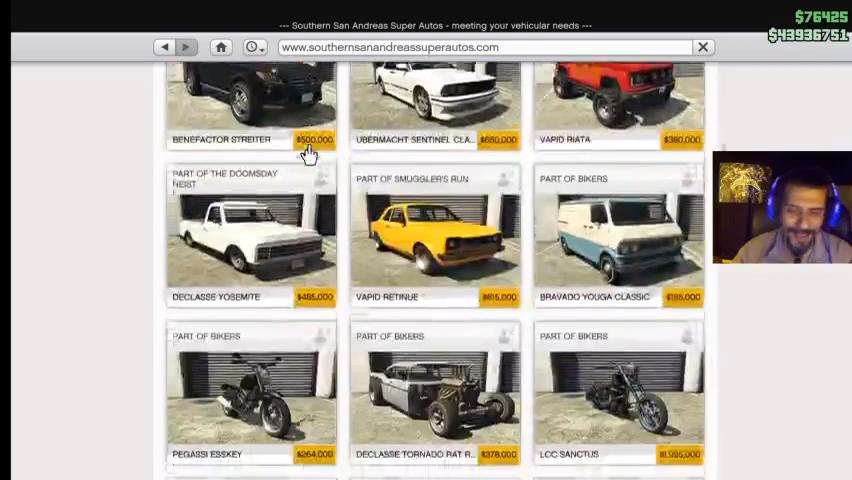 --- Southern San Andreas Super Autos - meeting your vehicular needs ---
$76425
$43936751
www.southernsanandreassuperautos.com
BENEFACTOR STREITER $500,000
UBERMACHT SENTINEL CLA... $650,000
VAPID RIATA $380,000
PART OF THE DOOMSDAY
HEIST
PART OF SMUGGLER'S RUN
PART OF BIKERS
DECLASSE YOSEMITE $485,000
VAPID RETINUE $615,000
BRAVADO YOUGA CLASSIC $195,000
PART OF BIKERS
PART OF BIKERS
PART OF BIKERS
PEGASSI ESSKEY $264,000
DECLASSE TORNADO RAT R... $378,000
LCC SANCTUS $1,995,000